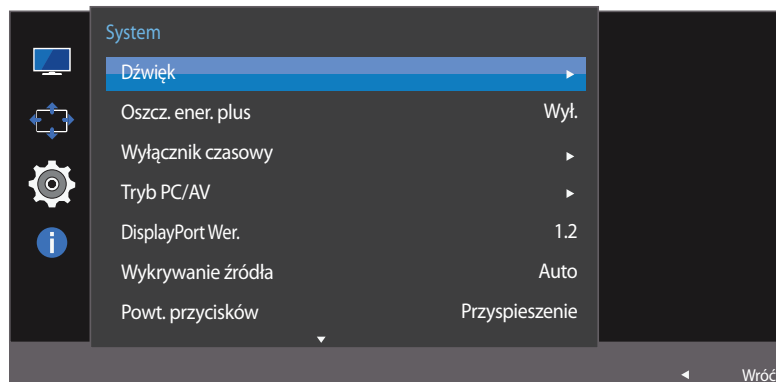 System
Dźwięk
Oszcz. ener. plus Wył.
Wyłącznik czasowy
Tryb PC/AV
DisplayPort Wer. 1.2
Wykrywanie źródła Auto
Powt. przycisków Przyspieszenie
Wróć